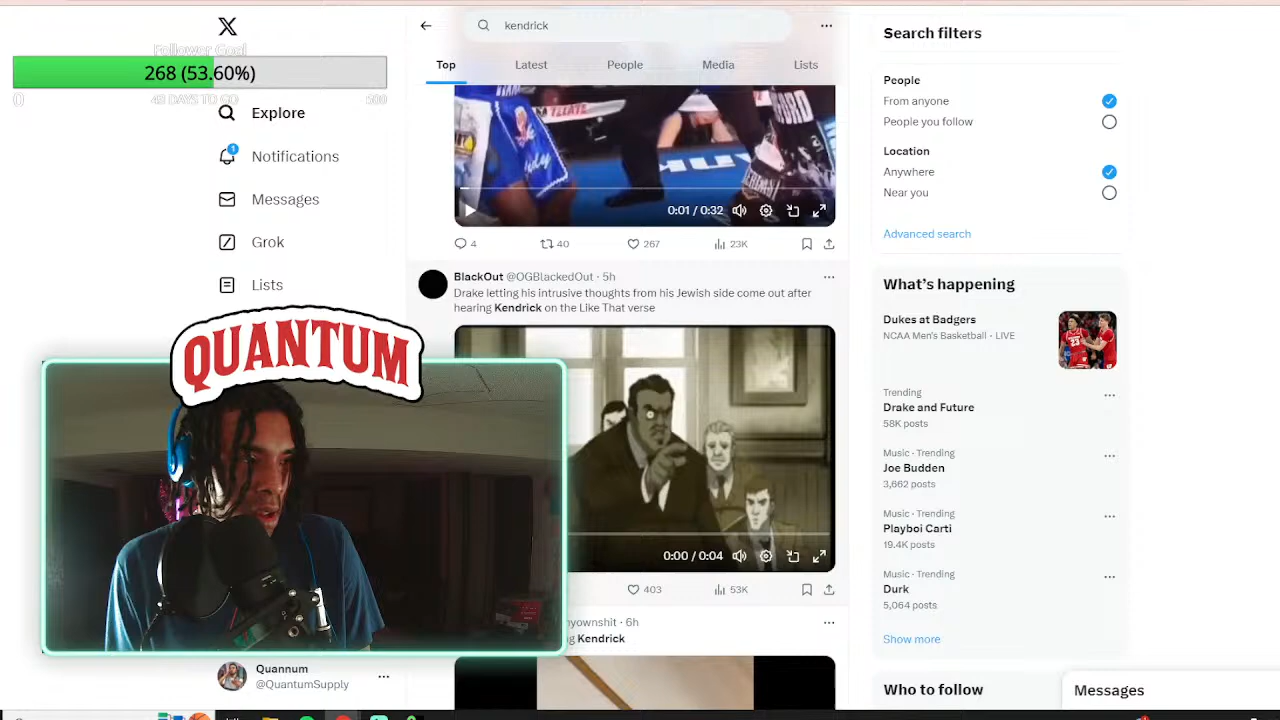 Follower Goal
268 (53.60%)
0
43 DAYS TO GO
500
Explore
Notifications
1
Messages
Grok
Lists
QUANTUM
Quannum
@QuantumSupply
kendrick
Top
Latest
People
Media
Lists
0:01 / 0:32
4
40
267
23K
BlackOut @OGBlackedOut · 5h
Drake letting his intrusive thoughts from his Jewish side come out after
hearing Kendrick on the Like That verse
0:00 / 0:04
403
53K
nyownshit · 6h
Kendrick
Search filters
People
From anyone
People you follow
Location
Anywhere
Near you
Advanced search
What's happening
Dukes at Badgers
NCAA Men's Basketball · LIVE
Trending
Drake and Future
58K posts
Music · Trending
Joe Budden
3,662 posts
Music · Trending
Playboi Carti
19.4K posts
Music · Trending
Durk
5,064 posts
Show more
Who to follow
Messages